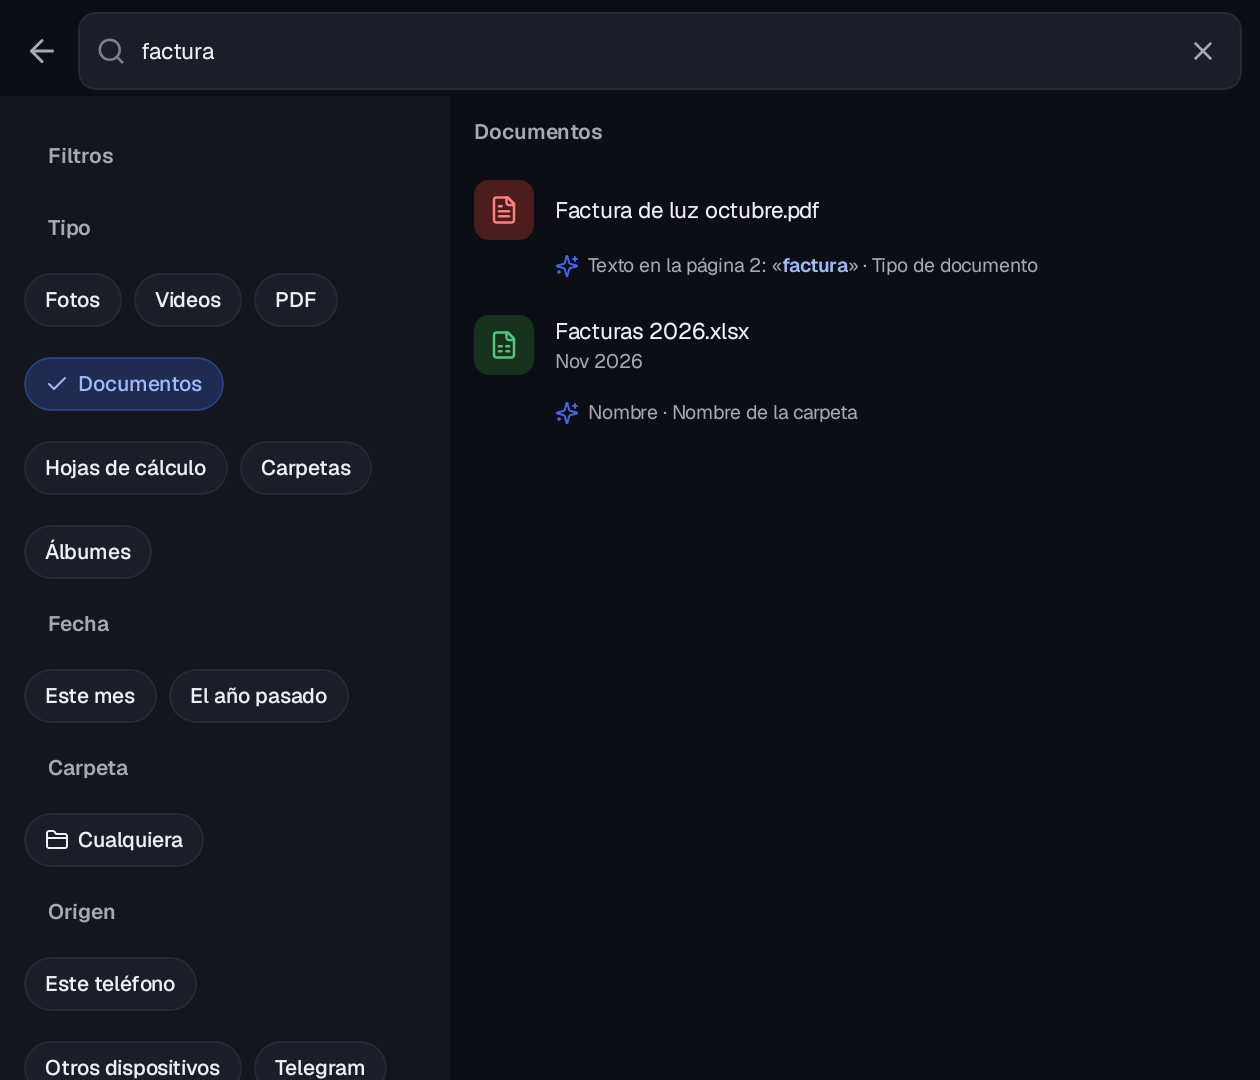 factura
Filtros
Tipo
Fotos
Videos
PDF
Documentos
Hojas de cálculo
Carpetas
Álbumes
Fecha
Este mes
El año pasado
Carpeta
Cualquiera
Origen
Este teléfono
Otros dispositivos
Telegram
Documentos
Factura de luz octubre.pdf
Texto en la página 2: «factura» · Tipo de documento
Facturas 2026.xlsx
Nov 2026
Nombre · Nombre de la carpeta